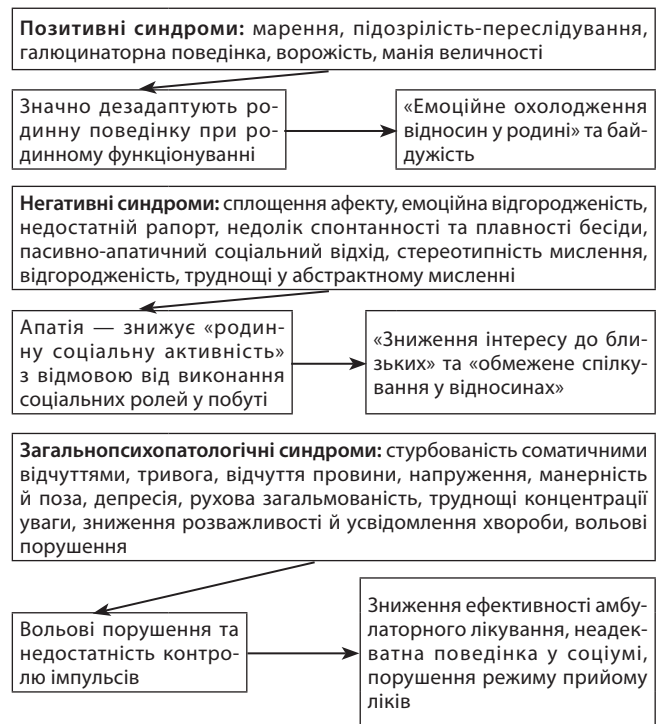 Позитивні синдроми: марення, підозрілість-переслідування,
галюцинаторна поведінка, ворожість, манія величності
Значно дезадаптують ро-
динну поведінку при ро-
динному функціонуванні
«Емоційне охолодження
відносин у родині» та бай-
дужість
Негативні синдроми: сплощення афекту, емоційна відгородженість,
недостатній рапорт, недолік спонтанності та плавності бесіди,
пасивно-апатичний соціальний відхід, стереотипність мислення,
відгородженість, труднощі у абстрактному мисленні
Апатія — знижує «родин-
ну соціальну активність»
з відмовою від виконання
соціальних ролей у побуті
«Зниження інтересу до бли-
зьких» та «обмежене спілку-
вання у відносинах»
Загальнопсихопатологічні синдроми: стурбованість соматичними
відчуттями, тривога, відчуття провини, напруження, манерність
й поза, депресія, рухова загальмованість, труднощі концентрації
уваги, зниження розважливості й усвідомлення хвороби, вольові
порушення
Вольові порушення та
недостатність контро-
лю імпульсів
Зниження ефективності амбу-
латорного лікування, неадек-
ватна поведінка у соціумі,
порушення режиму прийому
ліків